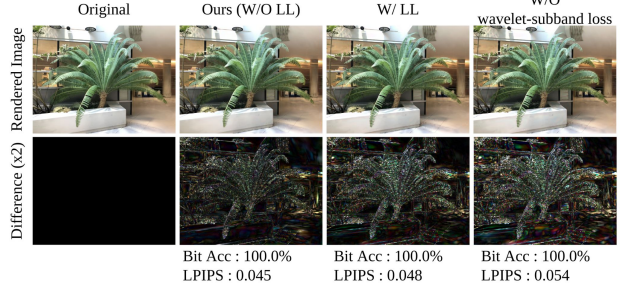 Original
Ours (W/O LL)
W/ LL
W/O
wavelet-subband loss
Rendered Image
Difference (x2)
Bit Acc : 100.0%
LPIPS : 0.045
Bit Acc : 100.0%
LPIPS : 0.048
Bit Acc : 100.0%
LPIPS : 0.054